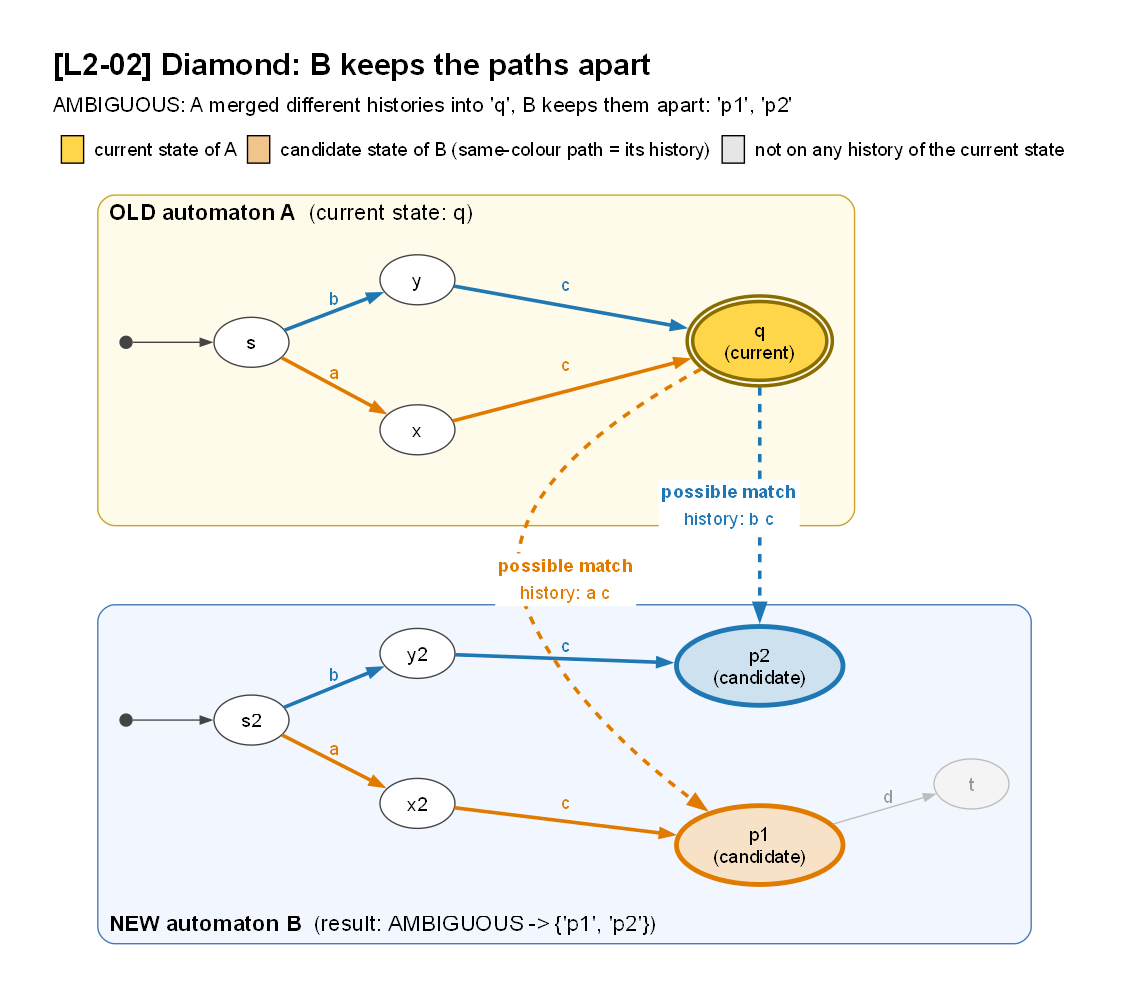 [L2-02] Diamond: B keeps the paths apart
AMBIGUOUS: A merged different histories into 'q', B keeps them apart: 'p1', 'p2'
current state of A
candidate state of B (same-colour path = its history)
not on any history of the current state
OLD automaton A (current state: q)
s
b
a
y
x
c
c
q
(current)
possible match
history: b c
possible match
history: a c
s2
b
a
y2
x2
c
c
p2
(candidate)
p1
(candidate)
d
t
NEW automaton B (result: AMBIGUOUS -> {'p1', 'p2'})